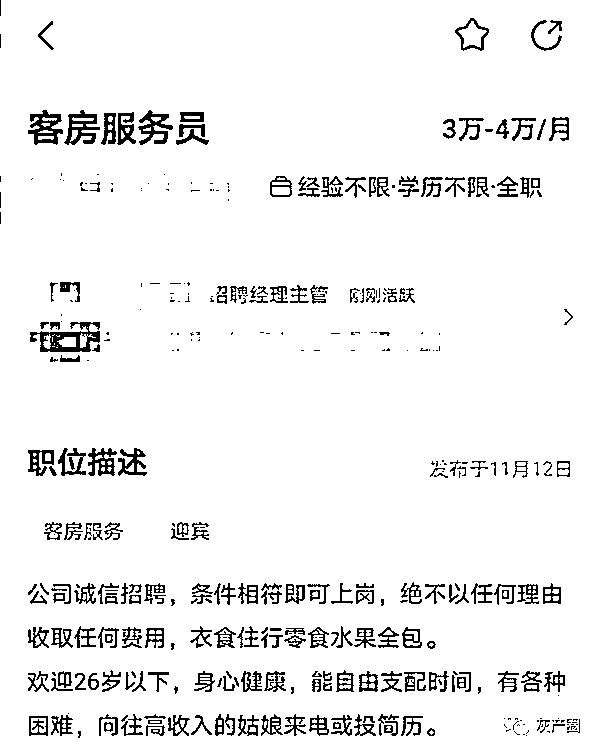 客房服务员
3万-4万/月
经验不限·学历不限·全职
招聘经理主管 刚刚活跃
职位描述
发布于11月12日
客房服务 迎宾
公司诚信招聘，条件相符即可上岗，绝不以任何理由
收取任何费用，衣食住行零食水果全包。
欢迎26岁以下，身心健康，能自由支配时间，有各种
困难，向往高收入的姑娘来电或投简历。
灰产圈